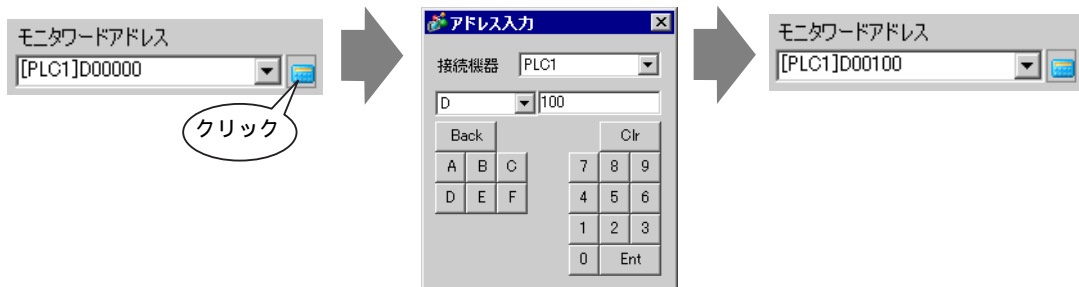 モニタワードアドレス
[PLC1]D00000
クリック
アドレス入力
接続機器 PLC1
D 100
Back Clr
A B C 7 8 9
D E F 4 5 6
1 2 3
0 Ent
モニタワードアドレス
[PLC1]D00100